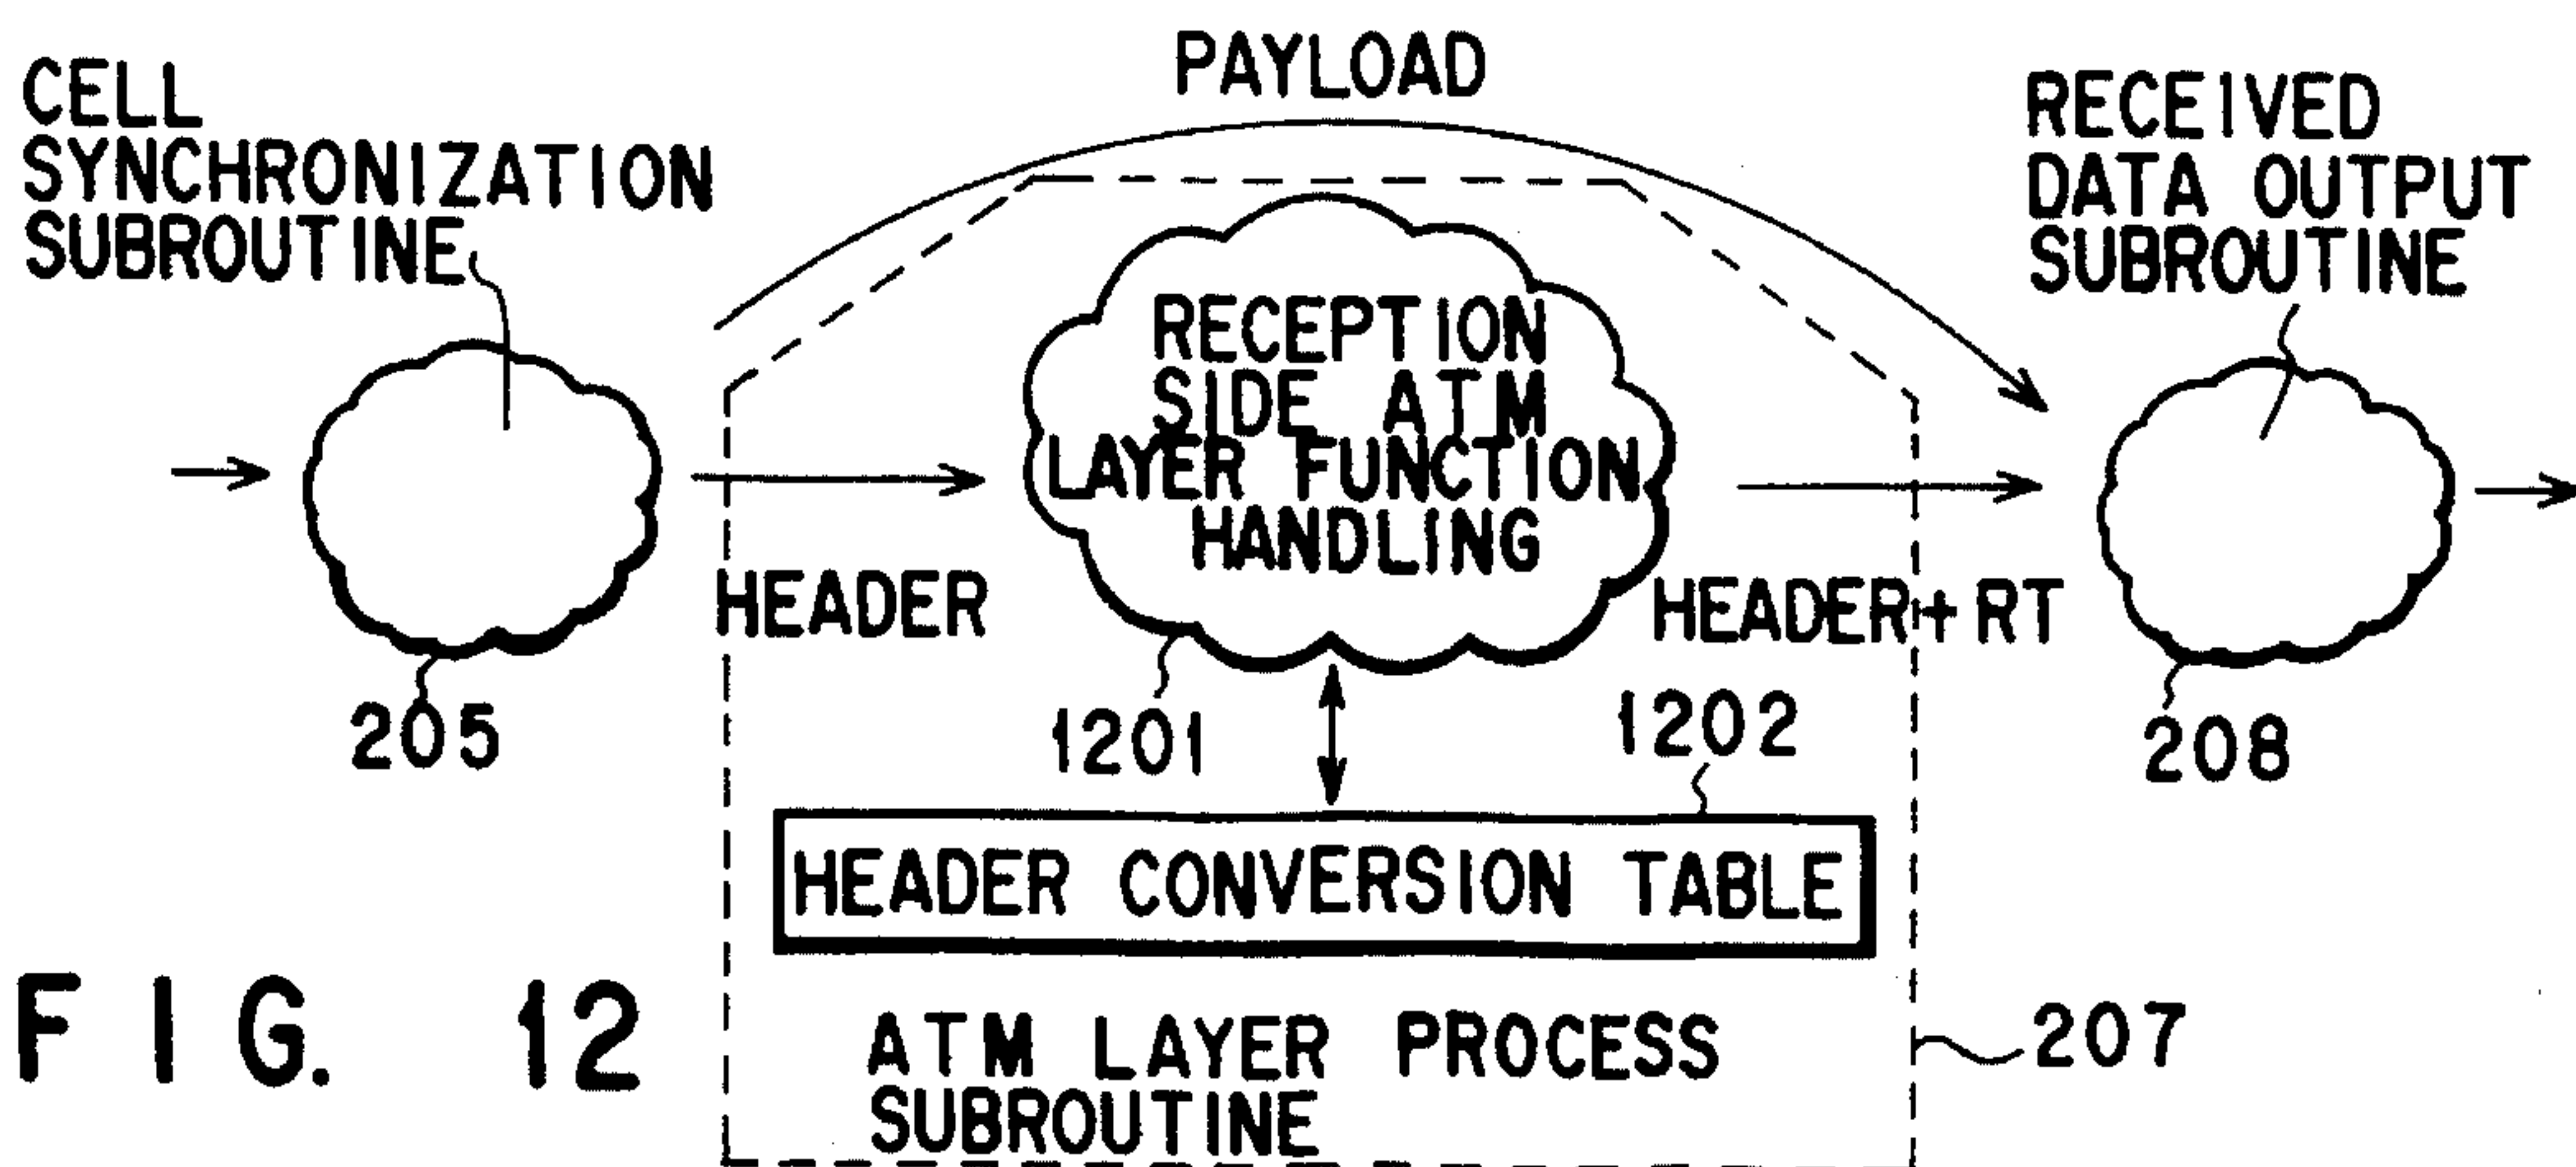 PAYLOAD
CELL
SYNCHRONIZATION
SUBROUTINE
RECEIVED
DATA OUTPUT
SUBROUTINE
RECEPTION
SIDE ATM
LAYER FUNCTION
HANDLING
HEADER
HEADER + RT
205
1201
1202
208
HEADER CONVERSION TABLE
FIG. 12
ATM LAYER PROCESS
SUBROUTINE
207